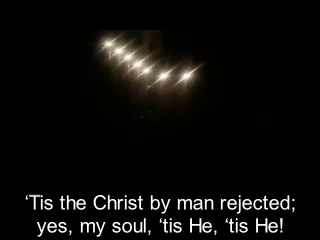 ‘Tis the Christ by man rejected;
yes, my soul, ‘tis He, ‘tis He!